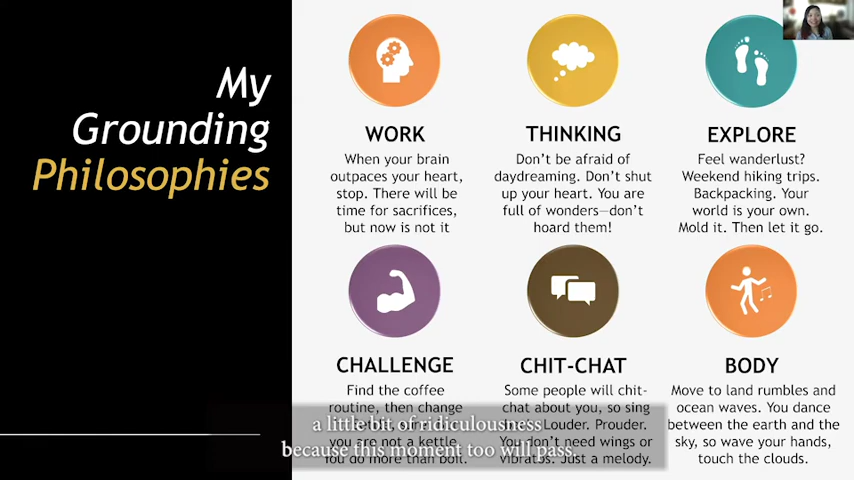 My
Grounding
Philosophies
WORK
When your brain
outpaces your heart,
stop. There will be
time for sacrifices,
but now is not it
THINKING
Don't be afraid of
daydreaming. Don't shut
up your heart. You are
full of wonders—don't
hoard them!
EXPLORE
Feel wanderlust?
Weekend hiking trips.
Backpacking. Your
world is your own.
Mold it. Then let it go.
CHALLENGE
Find the coffee
routine, then change
you are not a kettle.
You do more than boil.
CHIT-CHAT
Some people will chit-
chat about you, so sing
Louder. Prouder.
You don't need wings or
vibratos. Just a melody.
BODY
Move to land rumbles and
ocean waves. You dance
between the earth and the
sky, so wave your hands,
touch the clouds.
a little bit of ridiculousness
because this moment too will pass.